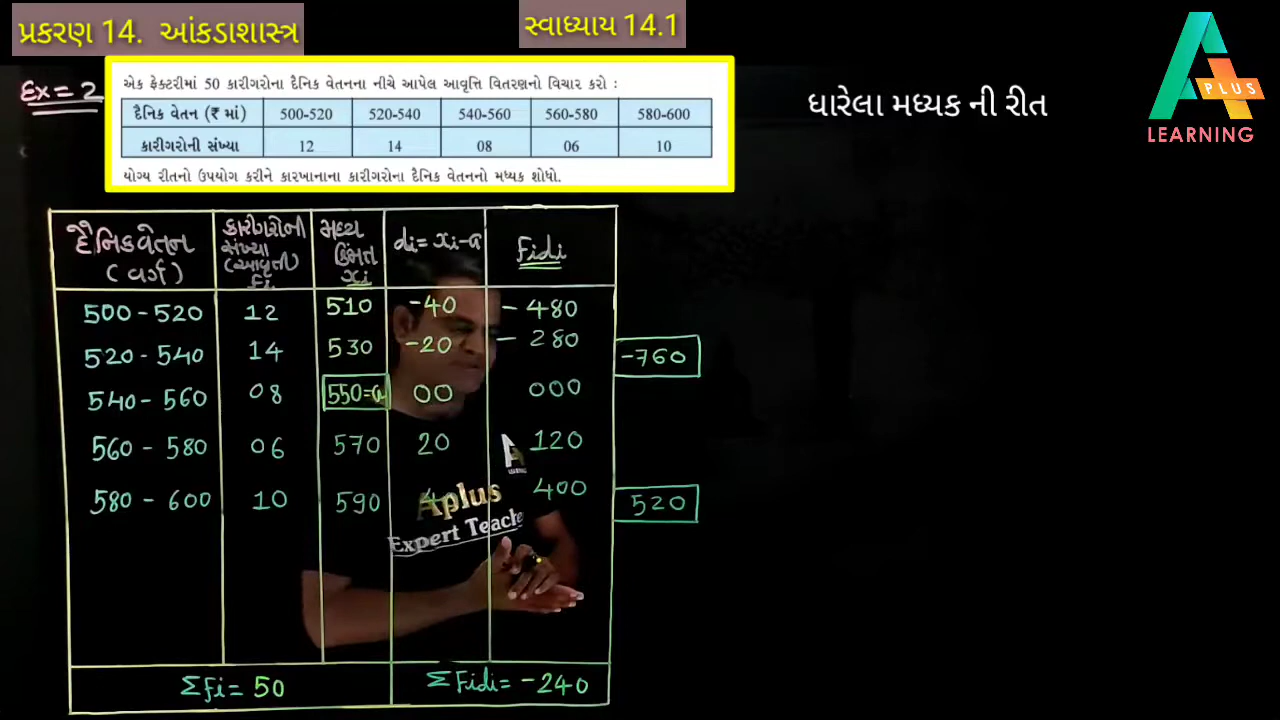 પ્રકરણ 14. આંકડાશાસ્ત્ર
સ્વાધ્યાય 14.1
A PLUS
LEARNING
Ex = 2
એક ફેક્ટરીમાં 50 કારીગરોના દૈનિક વેતનના નીચે આપેલ આવૃત્તિ વિતરણનો વિચાર કરો :
દૈનિક વેતન (₹ માં) 500-520 520-540 540-560 560-580 580-600
કારીગરોની સંખ્યા 12 14 08 06 10
યોગ્ય રીતનો ઉપયોગ કરીને કારખાનાના કારીગરોના દૈનિક વેતનનો મધ્યક શોધો.
ધારેલા મધ્યક ની રીત
દૈનિક વેતન (વર્ગ) કારીગરોની સંખ્યા (આવૃત્તી) fi મધ્ય કિંમત xi di = xi - a Fidi
500 - 520 12 510 -40 - 480
520 - 540 14 530 -20 - 280
-760
540 - 560 08 550=a 00 000
560 - 580 06 570 20 120
580 - 600 10 590 40 400
520
Aplus
Expert Teache
Σfi = 50 ΣFidi = -240